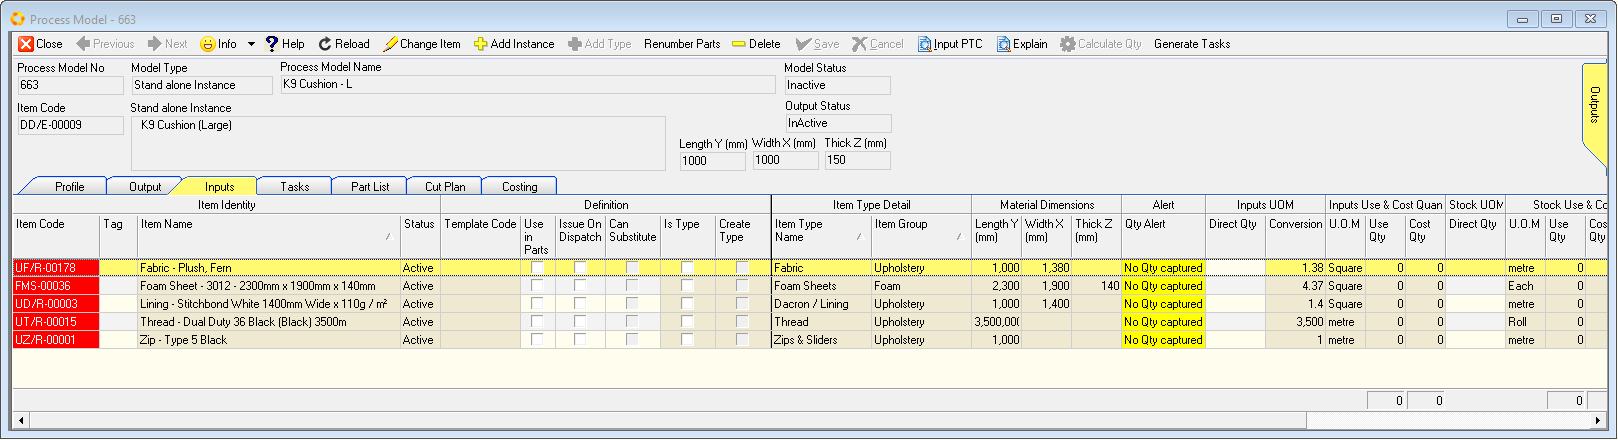 Process Model - 663
Close Previous Next Info Help Reload Change Item Add Instance Add Type Renumber Parts Delete Save Cancel Input PTC Explain Calculate Qty Generate Tasks
Process Model No Model Type Process Model Name Model Status
663 Stand alone Instance K9 Cushion - L Inactive
Item Code Stand alone Instance Output Status
DD/E-00009 K9 Cushion (Large) InActive
Length Y (mm) Width X (mm) Thick Z (mm)
1000 1000 150
Outputs
Profile Output Inputs Tasks Part List Cut Plan Costing
Item Identity Definition Item Type Detail Material Dimensions Alert Inputs UOM Inputs Use & Cost Quan Stock UOM Stock Use & Co
Item Code Tag Item Name Status Template Code Use in Parts Issue On Dispatch Can Substitute Is Type Create Type Item Type Name Item Group Length Y (mm) Width X (mm) Thick Z (mm) Qty Alert Direct Qty Conversion U.O.M Use Qty Cost Qty Direct Qty U.O.M Use Qty Cos Qty
UF/R-00178 Fabric - Plush, Fern Active Fabric Upholstery 1,000 1,380 No Qty captured 1.38 Square 0 0 metre 0
FMS-00036 Foam Sheet - 3012 - 2300mm x 1900mm x 140mm Active Foam Sheets Foam 2,300 1,900 140 No Qty captured 4.37 Square 0 0 Each 0
UD/R-00003 Lining - Stitchbond White 1400mm Wide x 110g / m² Active Dacron / Lining Upholstery 1,000 1,400 No Qty captured 1.4 Square 0 0 metre 0
UT/R-00015 Thread - Dual Duty 36 Black (Black) 3500m Active Thread Upholstery 3,500,00 No Qty captured 3,500 metre 0 0 Roll 0
UZ/R-00001 Zip - Type 5 Black Active Zips & Sliders Upholstery 1,000 No Qty captured 1 metre 0 0 metre 0
0 0 0